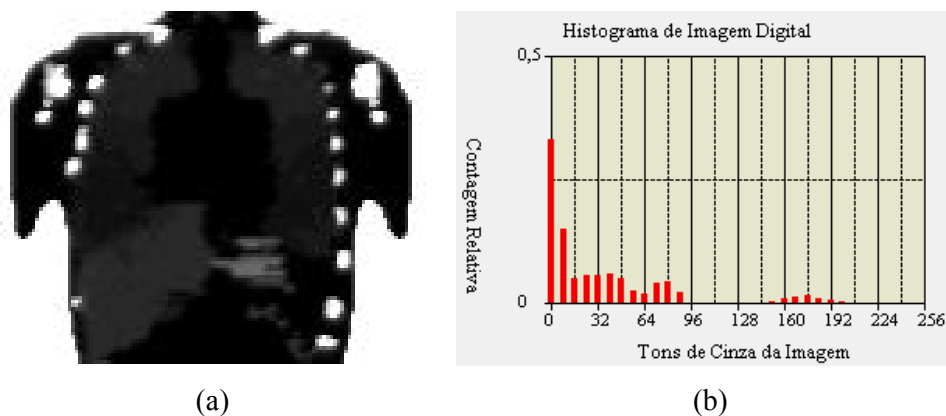 Histograma de Imagem Digital
0,5
Contagem Relativa
0
0 32 64 96 128 160 192 224 256
Tons de Cinza da Imagem
(a) (b)